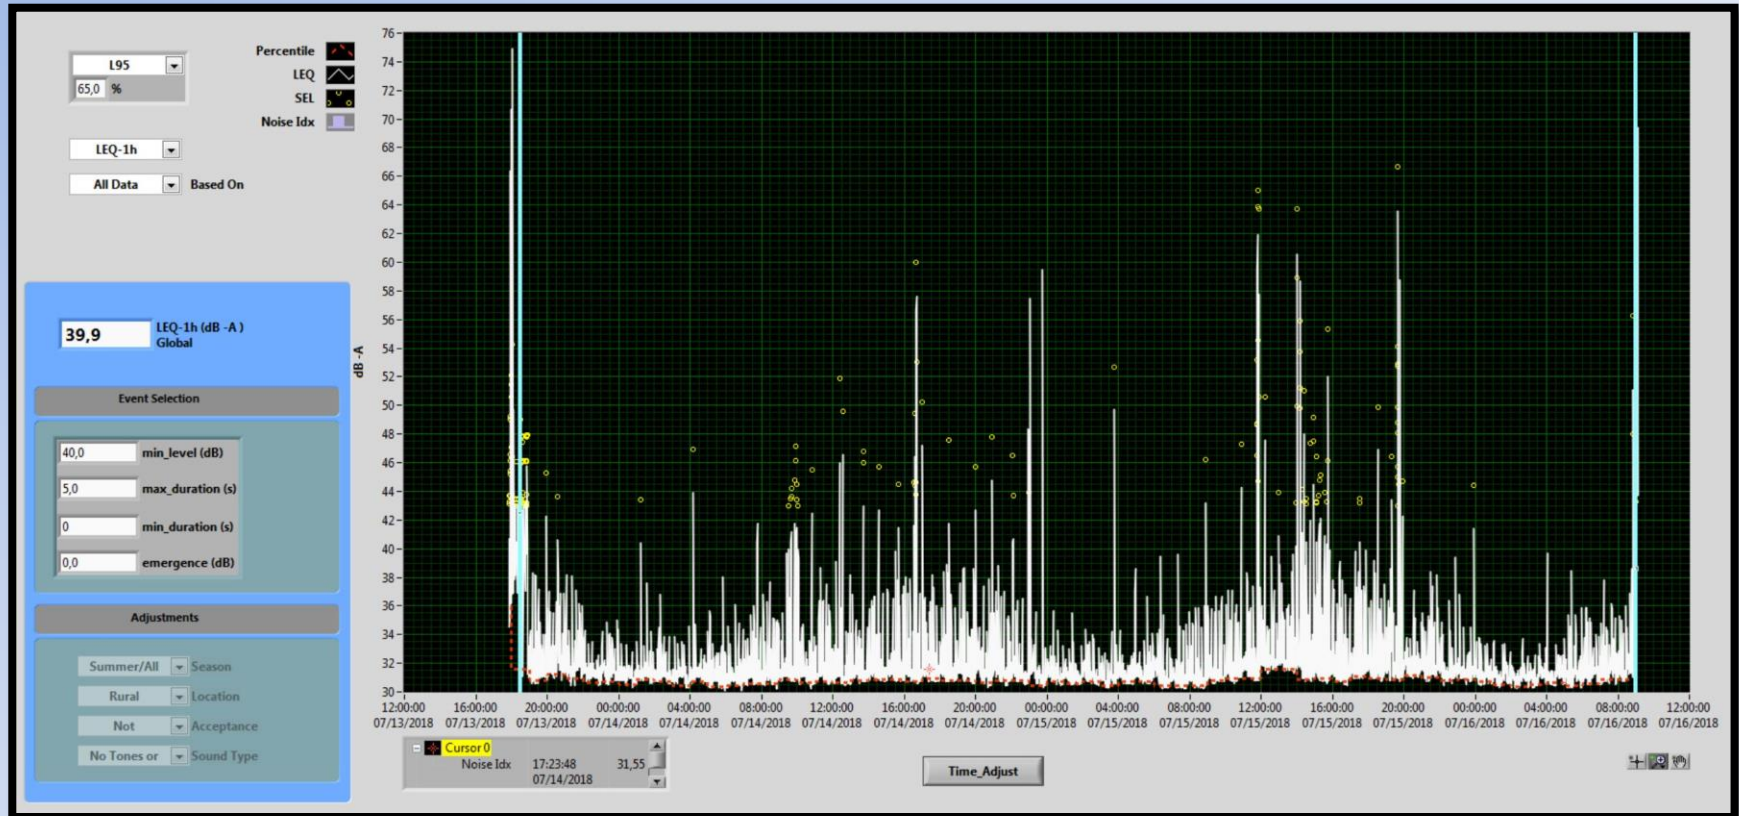 L95
65,0 %
Percentile
LEQ
SEL
Noise Idx
LEQ-1h
All Data Based On
39,9 LEQ-1h (dB -A )
Global
Event Selection
40,0 min_level (dB)
5,0 max_duration (s)
0 min_duration (s)
0,0 emergence (dB)
Adjustments
Summer/All Season
Rural Location
Not Acceptance
No Tones or Sound Type
dB -A
76
74
72
70
68
66
64
62
60
58
56
54
52
50
48
46
44
42
40
38
36
34
32
30
12:00:00 16:00:00 20:00:00 00:00:00 04:00:00 08:00:00 12:00:00 16:00:00 20:00:00 00:00:00 04:00:00 08:00:00 12:00:00 16:00:00 20:00:00 00:00:00 04:00:00 08:00:00 12:00:00
07/13/2018 07/13/2018 07/13/2018 07/14/2018 07/14/2018 07/14/2018 07/14/2018 07/14/2018 07/14/2018 07/15/2018 07/15/2018 07/15/2018 07/15/2018 07/15/2018 07/15/2018 07/16/2018 07/16/2018 07/16/2018 07/16/2018
Cursor 0
Noise Idx 17:23:48 31,55
07/14/2018
Time_Adjust